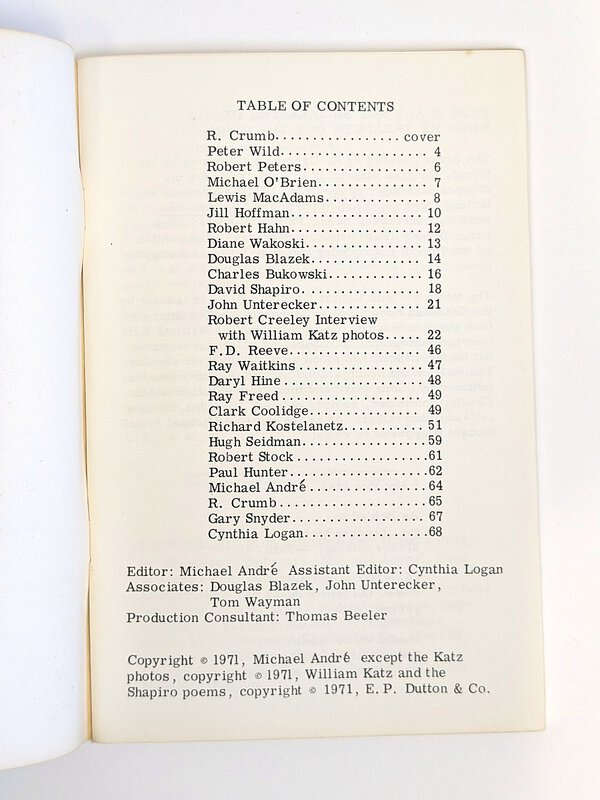 TABLE OF CONTENTS
R. Crumb................. cover
Peter Wild.................... 4
Robert Peters................. 6
Michael O'Brien............... 7
Lewis MacAdams.............. 8
Jill Hoffman.................. 10
Robert Hahn.................. 12
Diane Wakoski................ 13
Douglas Blazek............... 14
Charles Bukowski............. 16
David Shapiro................ 18
John Unterecker.............. 21
Robert Creeley Interview
with William Katz photos..... 22
F.D. Reeve................... 46
Ray Waitkins ................. 47
Daryl Hine ................... 48
Ray Freed .................... 49
Clark Coolidge............... 49
Richard Kostelanetz........... 51
Hugh Seidman................. 59
Robert Stock ..................61
Paul Hunter...................62
Michael André ................ 64
R. Crumb..................... 65
Gary Snyder.................. 67
Cynthia Logan.................68
Editor: Michael André Assistant Editor: Cynthia Logan
Associates: Douglas Blazek, John Unterecker,
Tom Wayman
Production Consultant: Thomas Beeler
Copyright © 1971, Michael André except the Katz
photos, copyright © 1971, William Katz and the
Shapiro poems, copyright © 1971, E.P. Dutton & Co.